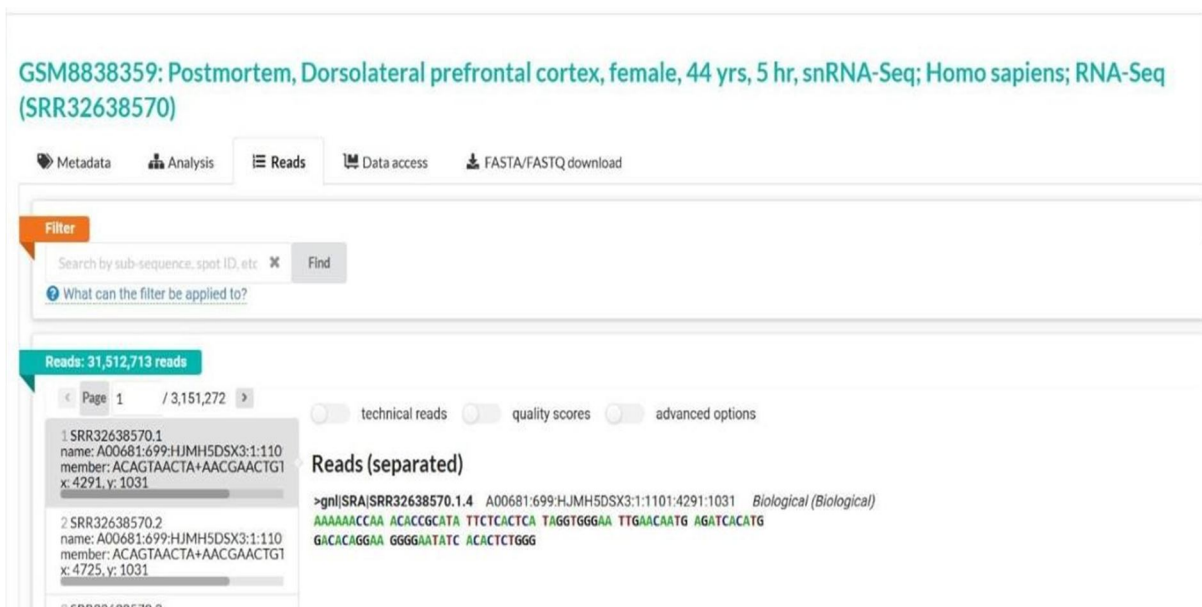 GSM8838359: Postmortem, Dorsolateral prefrontal cortex, female, 44 yrs, 5 hr, snRNA-Seq; Homo sapiens; RNA-Seq
(SRR32638570)
Metadata Analysis Reads Data access FASTA/FASTQ download
Filter
Search by sub-sequence, spot ID, etc Find
What can the filter be applied to?
Reads: 31,512,713 reads
< Page 1 / 3,151,272 >
technical reads quality scores advanced options
1 SRR32638570.1
name: A00681:699:HJMH5DSX3:1:110
member: ACAGTAACTA+AACGAACTGT
x: 4291, y: 1031
2 SRR32638570.2
name: A00681:699:HJMH5DSX3:1:110
member: ACAGTAACTA+AACGAACTGT
x: 4725, y: 1031
Reads (separated)
>gnl|SRA|SRR32638570.1.4 A00681:699:HJMH5DSX3:1:1101:4291:1031 Biological (Biological)
AAAAAACCAA ACACCGCATA TTCTCACTCA TAGGTGGGAA TTGAACAATG AGATCACATG
GACACAGGAA GGGGAATATC ACACTCTGGG